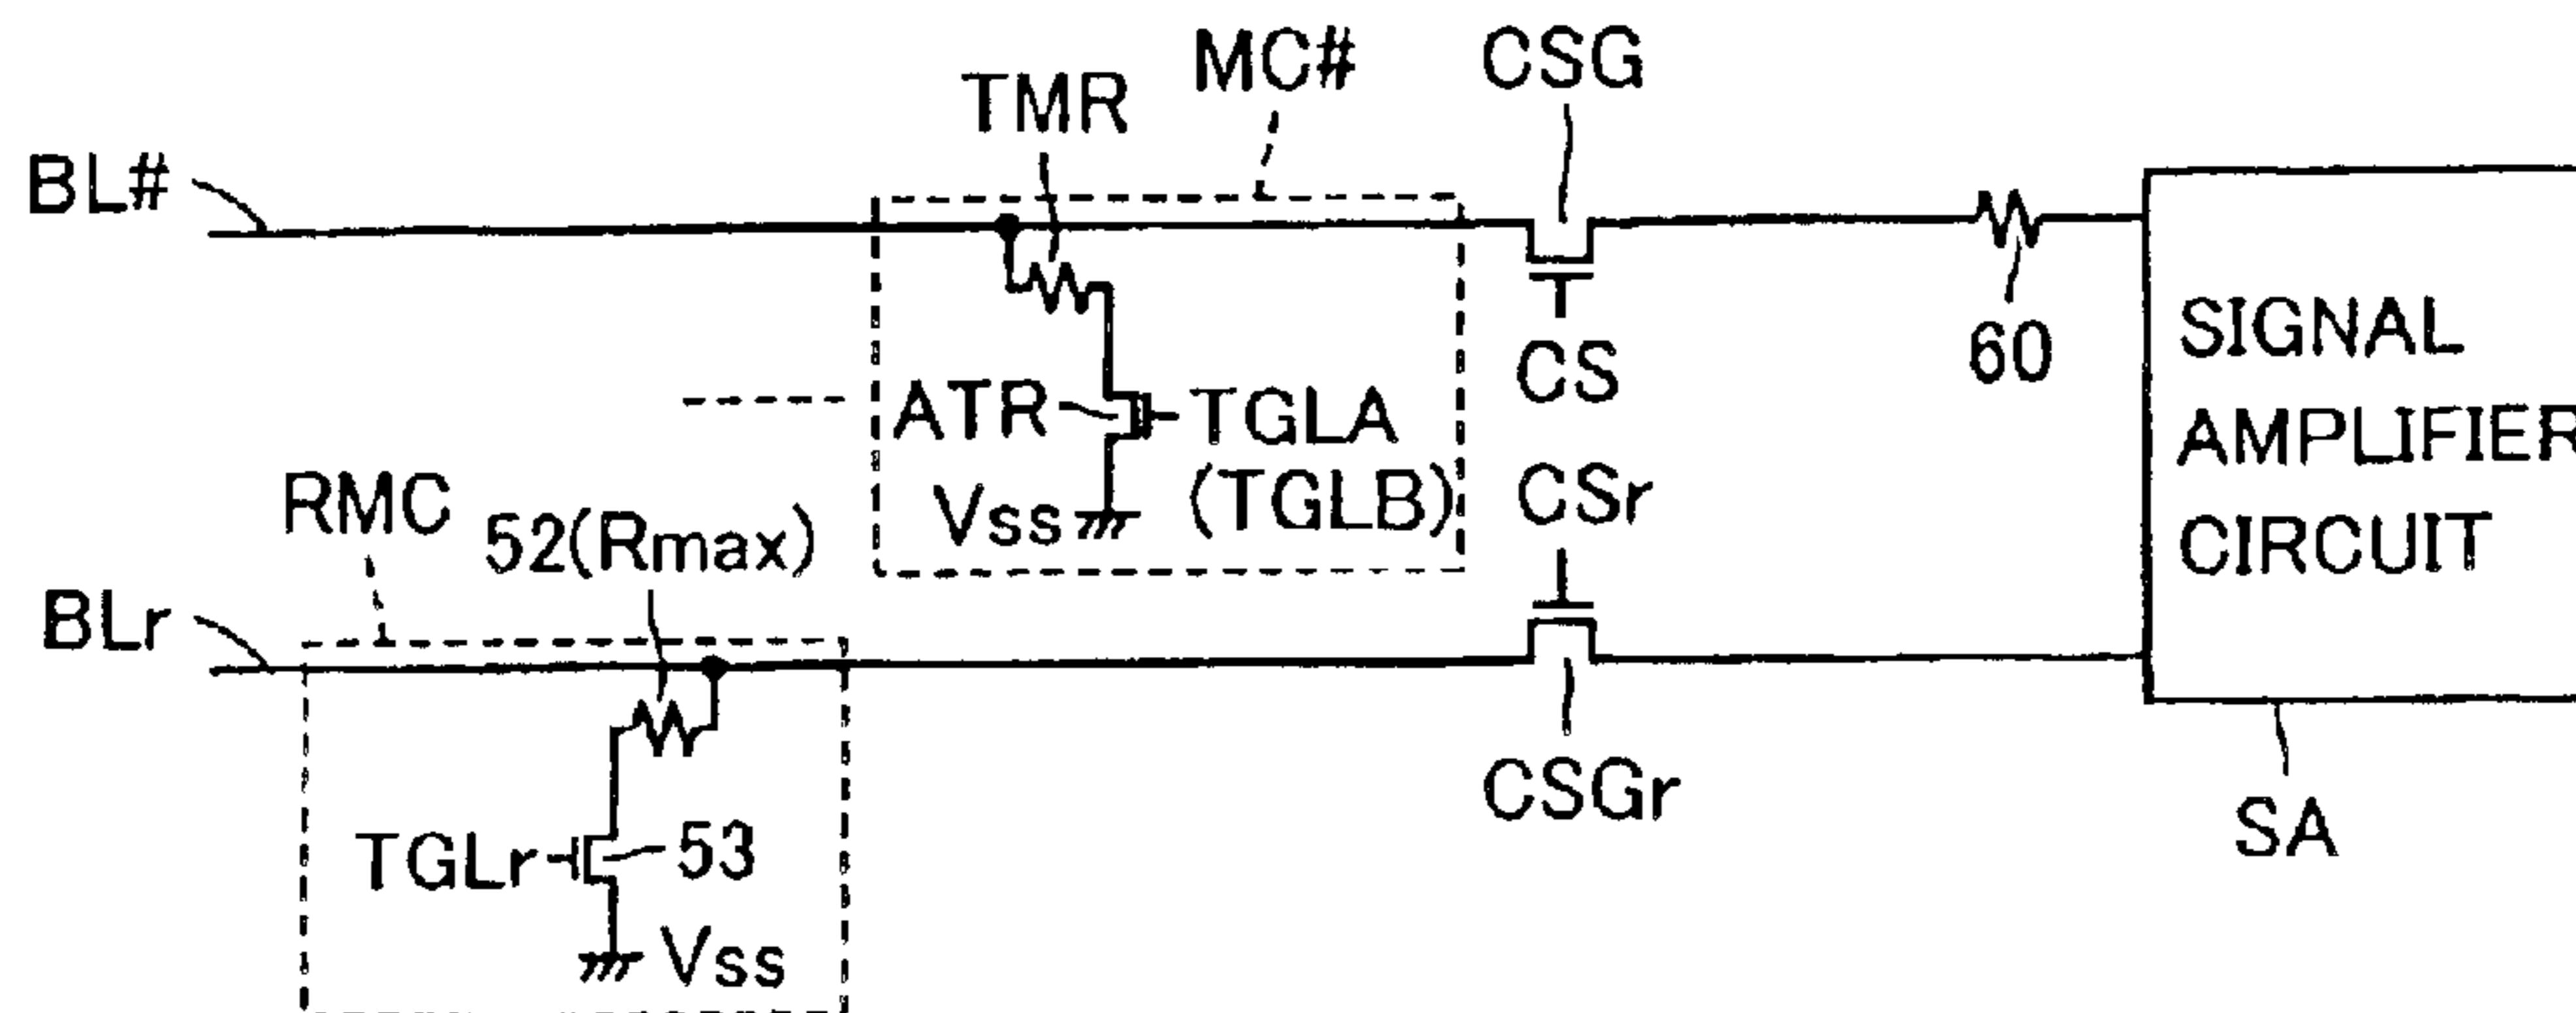 MC#
CSG
TMR
BL#
60
SIGNAL
AMPLIFIER
CIRCUIT
CS
ATR
TGLA
(TGLB)
Vss
CSr
RMC
52(Rmax)
BLr
CSGr
SA
TGLr
53
Vss